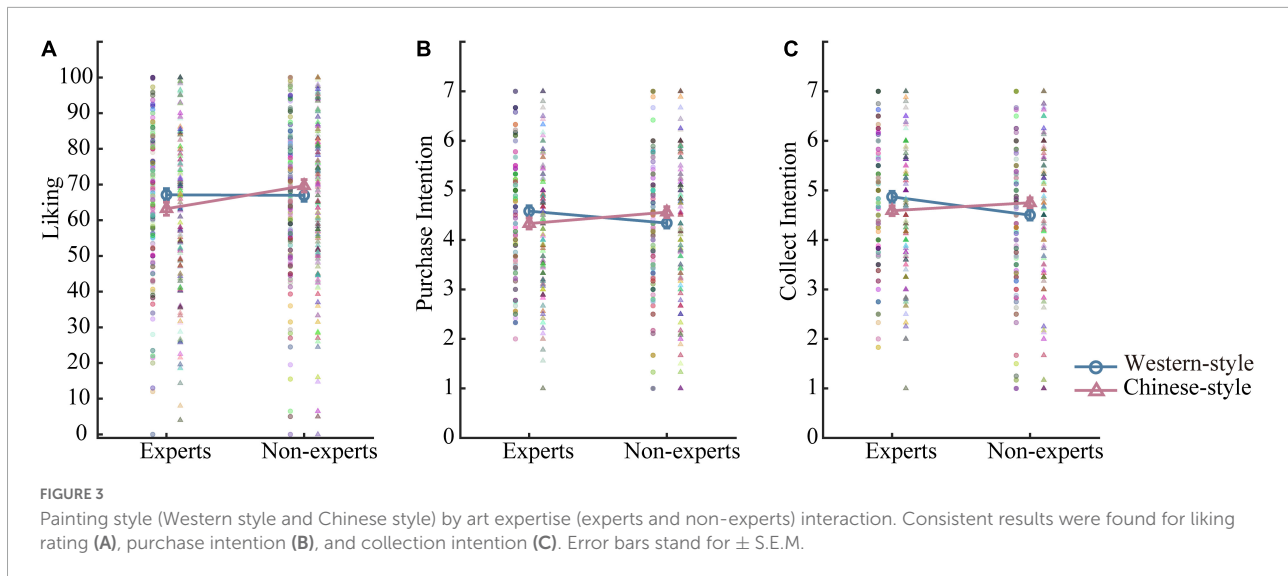 A
Liking
100
90
80
70
60
50
40
30
20
10
0
Experts
Non-experts
B
Purchase Intention
7
6
5
4
3
2
1
0
Experts
Non-experts
C
Collect Intention
7
6
5
4
3
2
1
0
Experts
Non-experts
Western-style
Chinese-style
FIGURE 3
Painting style (Western style and Chinese style) by art expertise (experts and non-experts) interaction. Consistent results were found for liking
rating (A), purchase intention (B), and collection intention (C). Error bars stand for ± S.E.M.